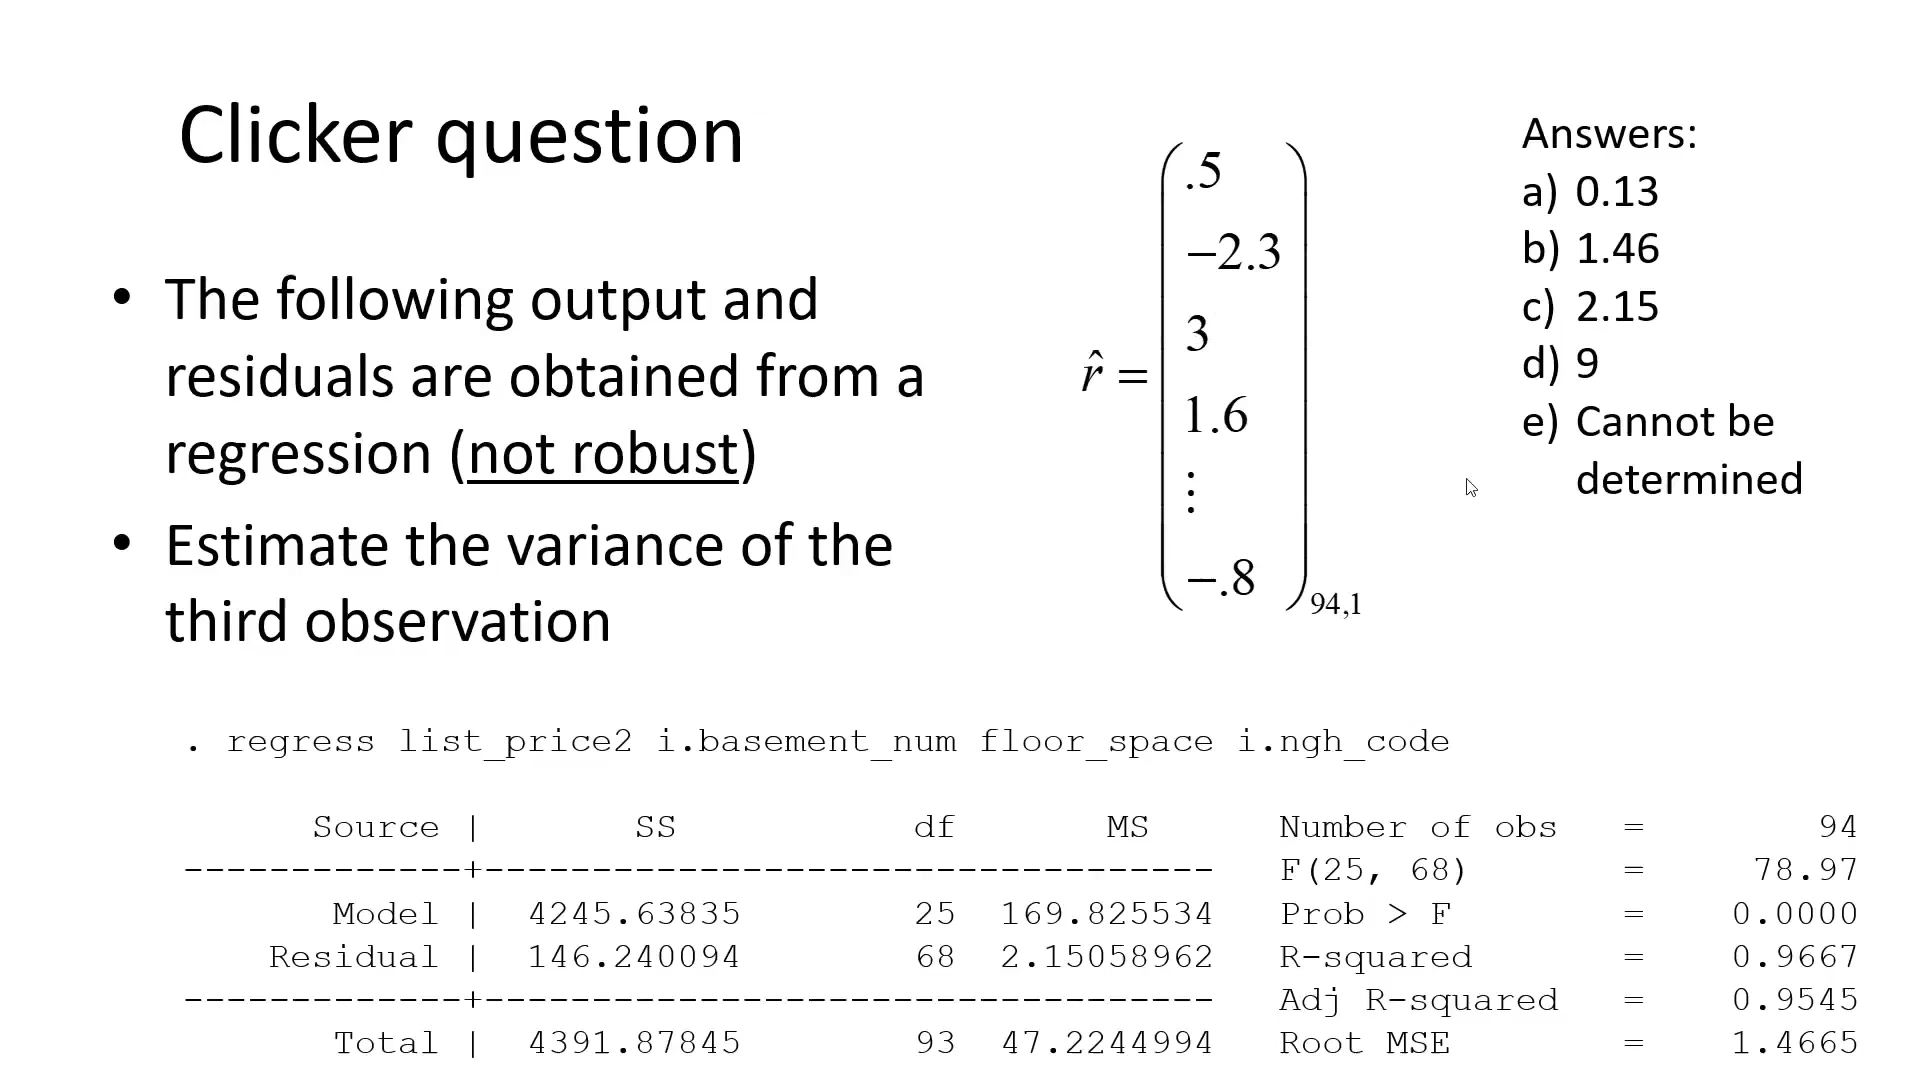 Clicker question
• The following output and
residuals are obtained from a
regression (not robust)
• Estimate the variance of the
third observation
r̂ =
.5
−2.3
3
1.6
⋮
−.8
94,1
Answers:
a) 0.13
b) 1.46
c) 2.15
d) 9
e) Cannot be
determined
. regress list_price2 i.basement_num floor_space i.ngh_code
Source | SS df MS Number of obs = 94
-------------+---------------------------------- F(25, 68) = 78.97
Model | 4245.63835 25 169.825534 Prob > F = 0.0000
Residual | 146.240094 68 2.15058962 R-squared = 0.9667
-------------+---------------------------------- Adj R-squared = 0.9545
Total | 4391.87845 93 47.2244994 Root MSE = 1.4665